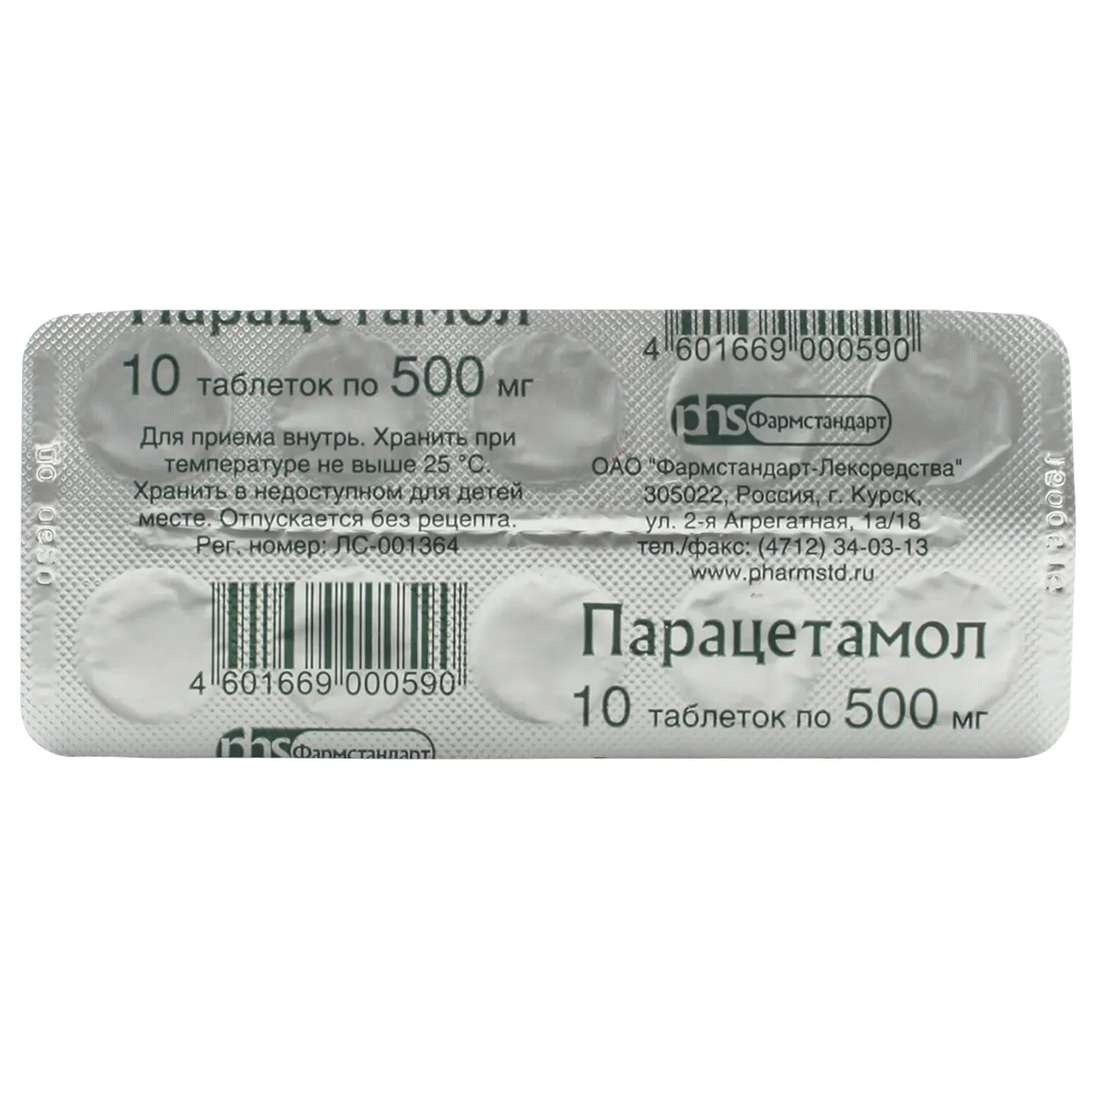 Парацетамол
10 таблеток по 500 мг
Для приема внутрь. Хранить при
температуре не выше 25 °С.
Хранить в недоступном для детей
месте. Отпускается без рецепта.
Рег. номер: ЛС-001364
4 601669 000590
phs Фармстандарт
4 601669 000590
phs Фармстандарт
ОАО "Фармстандарт-Лексредства"
305022, Россия, г. Курск,
ул. 2-я Агрегатная, 1а/18
тел./факс: (4712) 34-03-13
www.pharmstd.ru
Парацетамол
10 таблеток по 500 мг